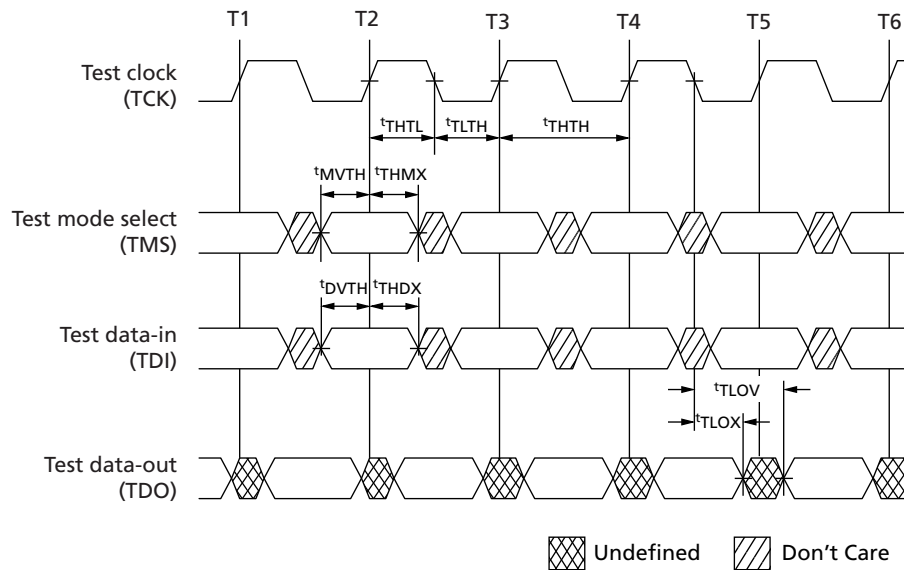 T1 T2 T3 T4 T5 T6
Test clock
(TCK)
tTHTL tTLTH tTHTH
tMVTH tTHMX
Test mode select
(TMS)
tDVTH tTHDX
Test data-in
(TDI)
tTLOV
tTLOX
Test data-out
(TDO)
Undefined Don't Care